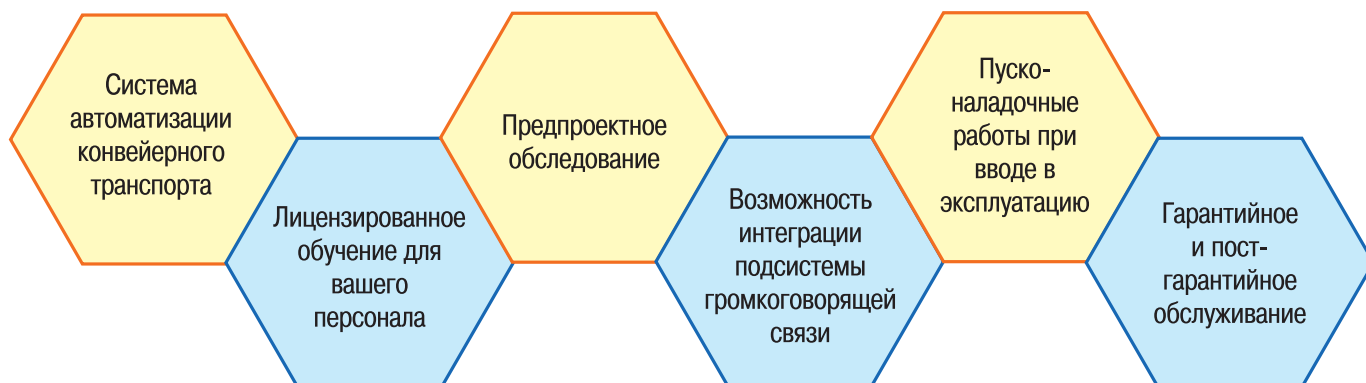 Система
автоматизации
конвейерного
транспорта
Лицензированное
обучение для
вашего
персонала
Предпроектное
обследование
Возможность
интеграции
подсистемы
громкоговорящей
связи
Пуско-
наладочные
работы при
вводе в
эксплуатацию
Гарантийное
и пост-
гарантийное
обслуживание